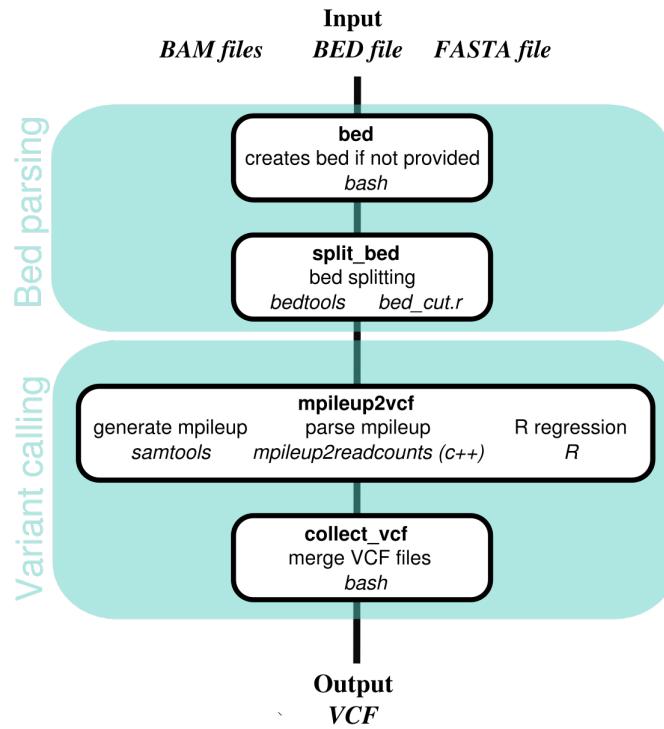 Input
BAM files BED file FASTA file
Bed parsing
bed
creates bed if not provided
bash
split_bed
bed splitting
bedtools bed_cut.r
Variant calling
mpileup2vcf
generate mpileup parse mpileup R regression
samtools mpileup2readcounts (c++) R
collect_vcf
merge VCF files
bash
Output
VCF